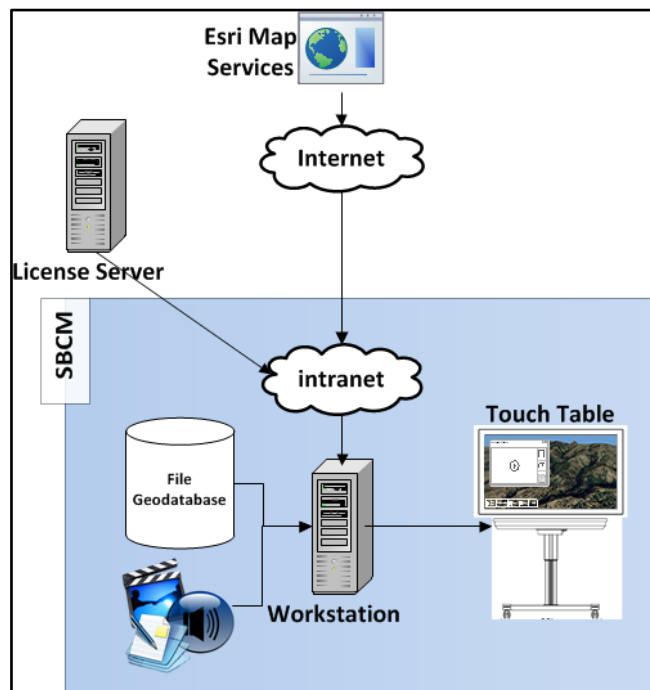 Esri Map
Services
Internet
License Server
SBCM
intranet
Touch Table
File
Geodatabase
Workstation